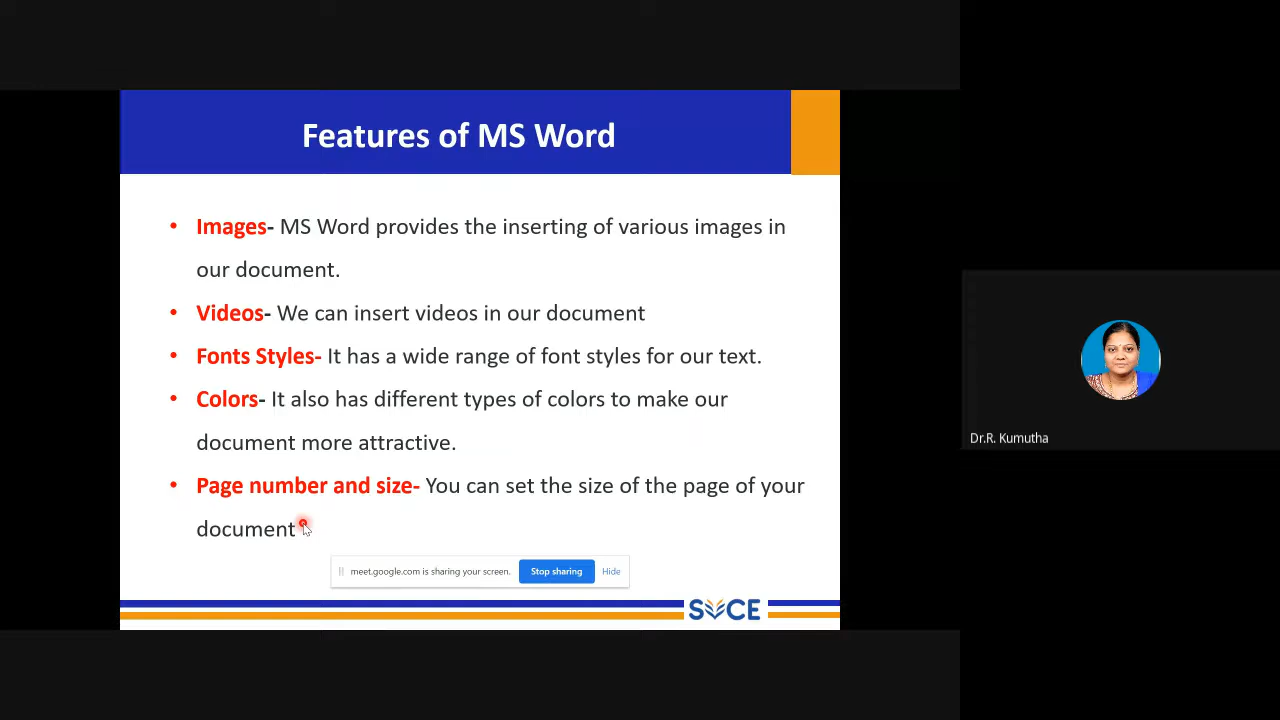 Features of MS Word
• Images- MS Word provides the inserting of various images in
our document.
• Videos- We can insert videos in our document
• Fonts Styles- It has a wide range of font styles for our text.
• Colors- It also has different types of colors to make our
document more attractive.
• Page number and size- You can set the size of the page of your
document
meet.google.com is sharing your screen. Stop sharing Hide
SVCE
Dr.R. Kumutha